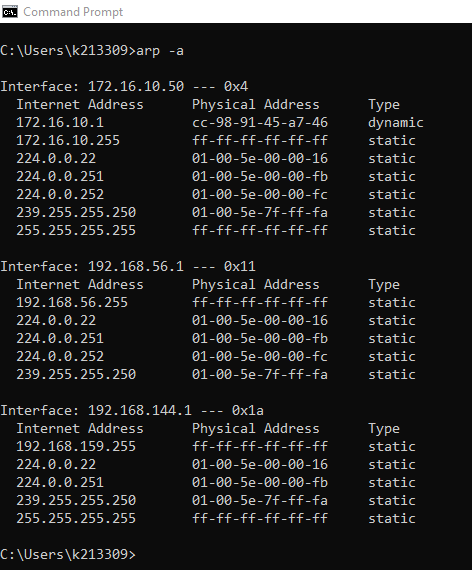 Command Prompt
C:\Users\k213309>arp -a
Interface: 172.16.10.50 --- 0x4
Internet Address Physical Address Type
172.16.10.1 cc-98-91-45-a7-46 dynamic
172.16.10.255 ff-ff-ff-ff-ff-ff static
224.0.0.22 01-00-5e-00-00-16 static
224.0.0.251 01-00-5e-00-00-fb static
224.0.0.252 01-00-5e-00-00-fc static
239.255.255.250 01-00-5e-7f-ff-fa static
255.255.255.255 ff-ff-ff-ff-ff-ff static
Interface: 192.168.56.1 --- 0x11
Internet Address Physical Address Type
192.168.56.255 ff-ff-ff-ff-ff-ff static
224.0.0.22 01-00-5e-00-00-16 static
224.0.0.251 01-00-5e-00-00-fb static
224.0.0.252 01-00-5e-00-00-fc static
239.255.255.250 01-00-5e-7f-ff-fa static
Interface: 192.168.144.1 --- 0x1a
Internet Address Physical Address Type
192.168.159.255 ff-ff-ff-ff-ff-ff static
224.0.0.22 01-00-5e-00-00-16 static
224.0.0.251 01-00-5e-00-00-fb static
239.255.255.250 01-00-5e-7f-ff-fa static
255.255.255.255 ff-ff-ff-ff-ff-ff static
C:\Users\k213309>